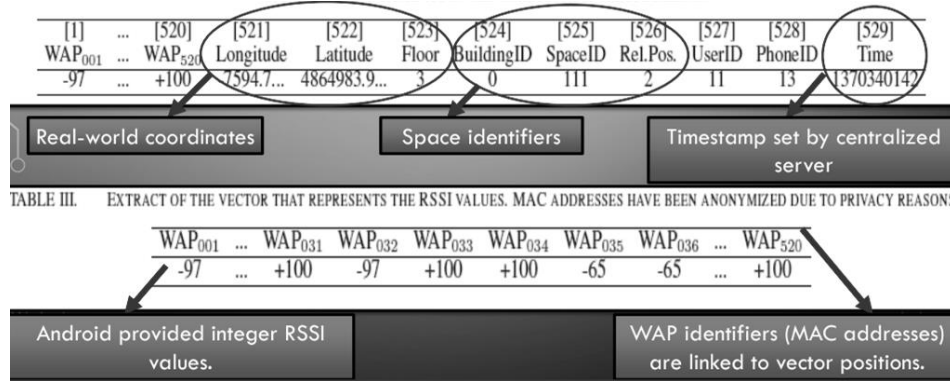 [1] ... [520] [521] [522] [523] [524] [525] [526] [527] [528] [529]
WAP001 ... WAP520 Longitude Latitude Floor BuildingID SpaceID Rel.Pos. UserID PhoneID Time
-97 ... +100 7594.7... 4864983.9... 3 0 111 2 11 13 1370340142
Real-world coordinates
Space identifiers
Timestamp set by centralized
server
TABLE III. EXTRACT OF THE VECTOR THAT REPRESENTS THE RSSI VALUES. MAC ADDRESSES HAVE BEEN ANONYMIZED DUE TO PRIVACY REASONS
WAP001 ... WAP031 WAP032 WAP033 WAP034 WAP035 WAP036 ... WAP520
-97 ... +100 -97 +100 +100 -65 -65 ... +100
Android provided integer RSSI
values.
WAP identifiers (MAC addresses)
are linked to vector positions.